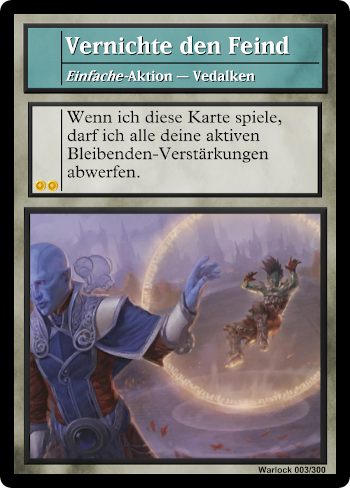 Vernichte den Feind
Einfache-Aktion — Vedalken
Wenn ich diese Karte spiele,
darf ich alle deine aktiven
Bleibenden-Verstärkungen
abwerfen.
Warlock 003/300